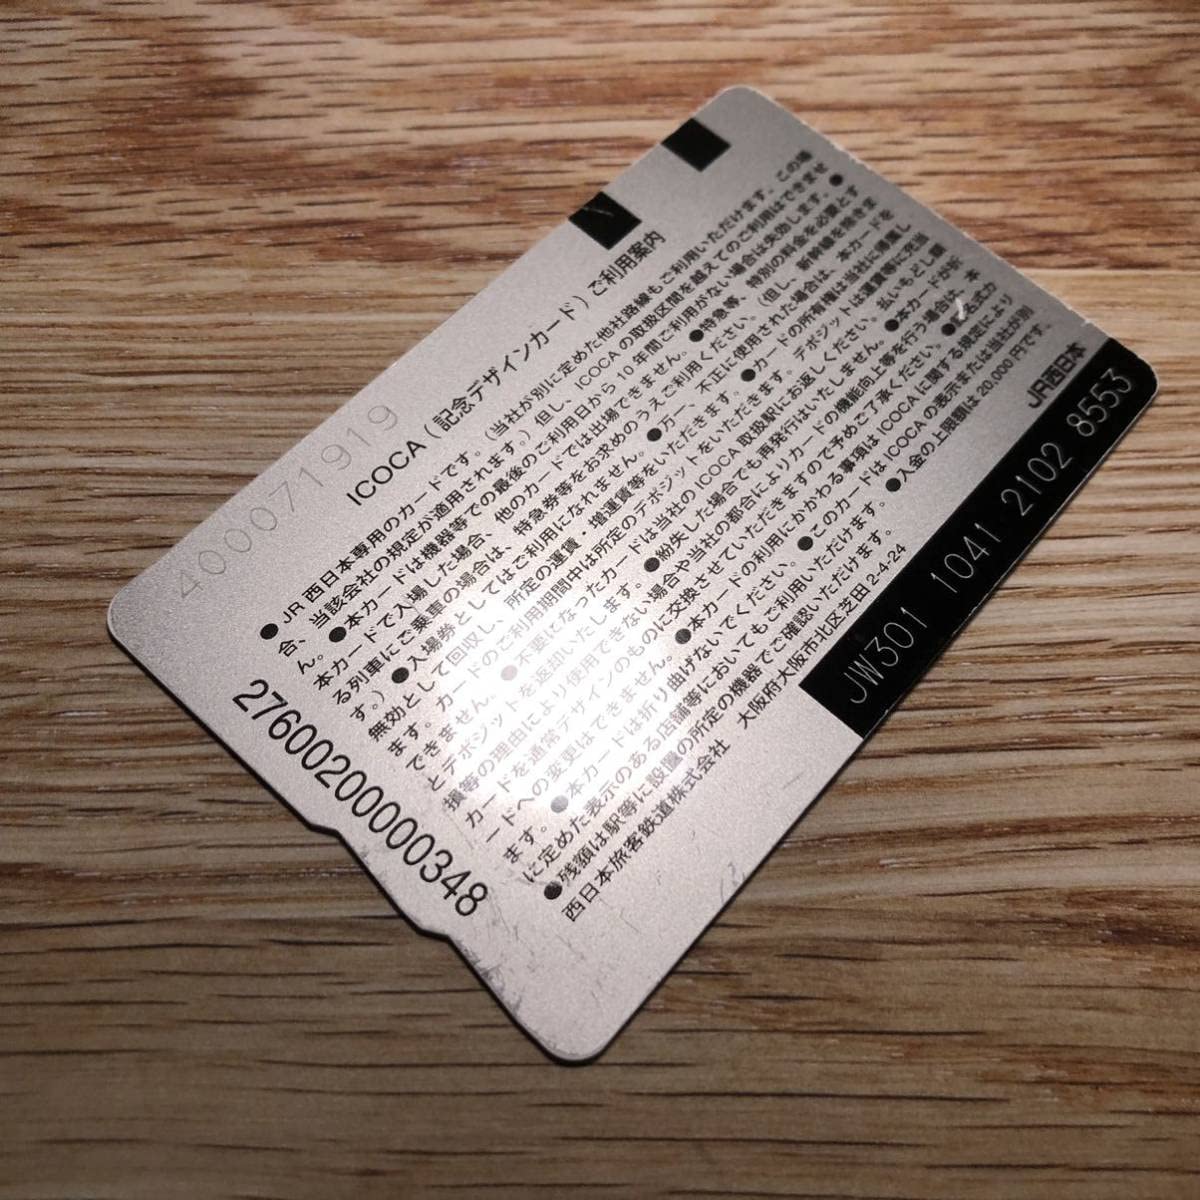 4000719191​9
ICOCA（記念デザインカード）ご利用案内
●JR西日本専用のカードです。（当社が別に定めた他社路線もご利用いただけます。この場
合、当該会社の規定が適用されます。）但し、ICOCAの取扱区間を越えてのご利用はできませ
ん。●本カードは機器等での最後のご利用日から10年間ご利用がない場合は失効します。●
本カードで入場した場合、他のカードでは出場できません。●特急等、特別の料金を必要とす
る列車にご乗車の場合は、特急券等をお求めのうえご利用ください。（但し、新幹線を除きま
す。）●入場券としてはご利用になれません。●万一、不正に使用された場合は、本カードを
無効として回収し、所定の運賃・増運賃等をいただきます。●カードの所有権は当社に帰属し
ます。カードのご利用期間中は所定のデポジットをいただきます。デポジットは運賃等に充当
できません。●不要になったカードは当社のICOCA取扱駅にお返しください。払いもどし額
とデポジットを返却いたします。●紛失した場合でも再発行はいたしません。●本カードが折
損等の理由により使用できない場合や当社の都合によりカードの機能向上等を行う場合は、本
カードを通常デザインのものに交換させていただきますので予めご了承ください。●記名式カ
ードへの変更はできません。●本カードの利用にかかわる事項はICOCAに関する規定により
ます。●本カードは折り曲げないでください。●このカードはICOCAの表示または当社が別
に定めた表示のある店舗等においてもご利用いただけます。●入金の上限額は20,000円です。
●残額は駅等に設置の所定の機器でご確認いただけます。
西日本旅客鉄道株式会社 大阪府大阪市北区芝田2-4-24
JR西日本
2760020000348
JW301 1041 2102 8553